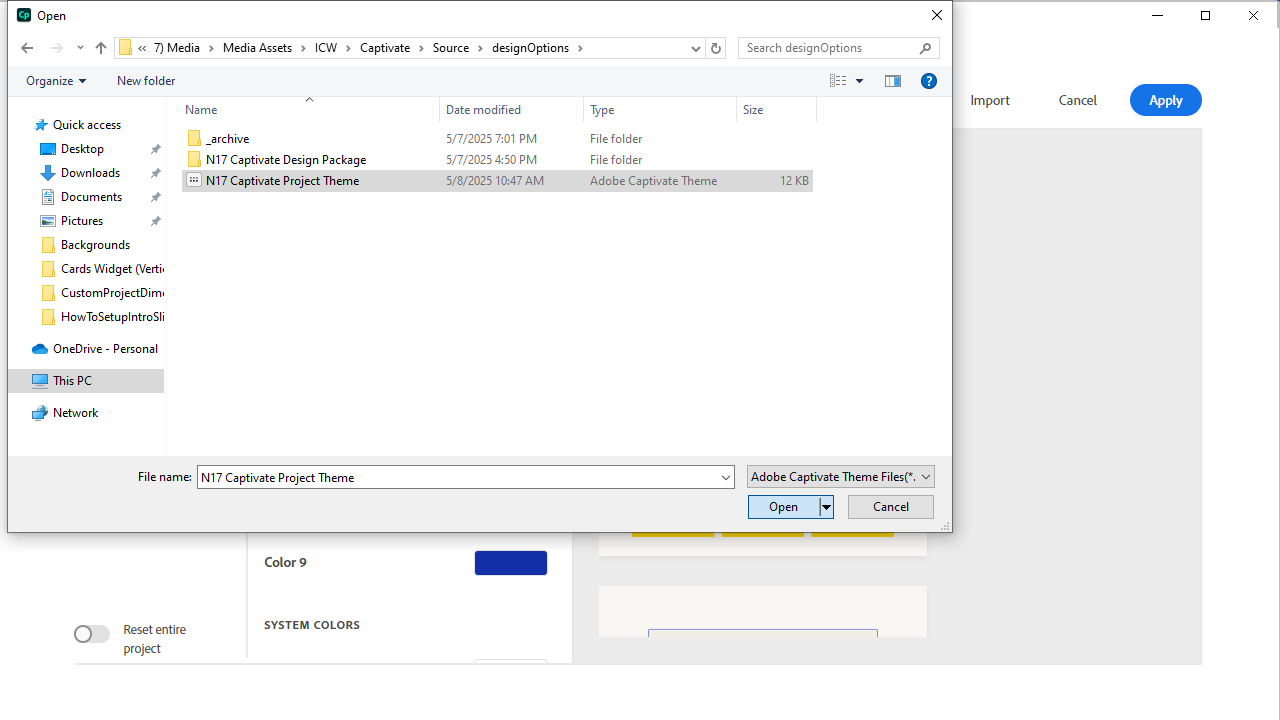 Open
« 7) Media > Media Assets > ICW > Captivate > Source > designOptions >
Search designOptions
Organize
New folder
Import
Cancel
Apply
Name
Date modified
Type
Size
Quick access
Desktop
Downloads
Documents
Pictures
Backgrounds
Cards Widget (Vertic
CustomProjectDime
HowToSetupIntroSli
OneDrive - Personal
This PC
Network
_archive 5/7/2025 7:01 PM File folder
N17 Captivate Design Package 5/7/2025 4:50 PM File folder
N17 Captivate Project Theme 5/8/2025 10:47 AM Adobe Captivate Theme 12 KB
File name: N17 Captivate Project Theme
Adobe Captivate Theme Files(*.
Open
Cancel
Color 9
SYSTEM COLORS
Reset entire
project